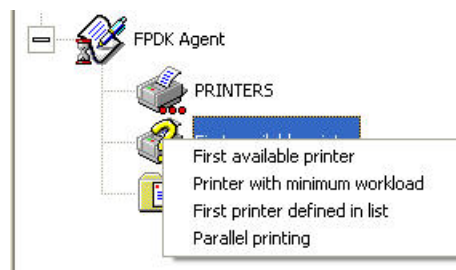 FPDK Agent
PRINTERS
First available printer
Printer with minimum workload
First printer defined in list
Parallel printing